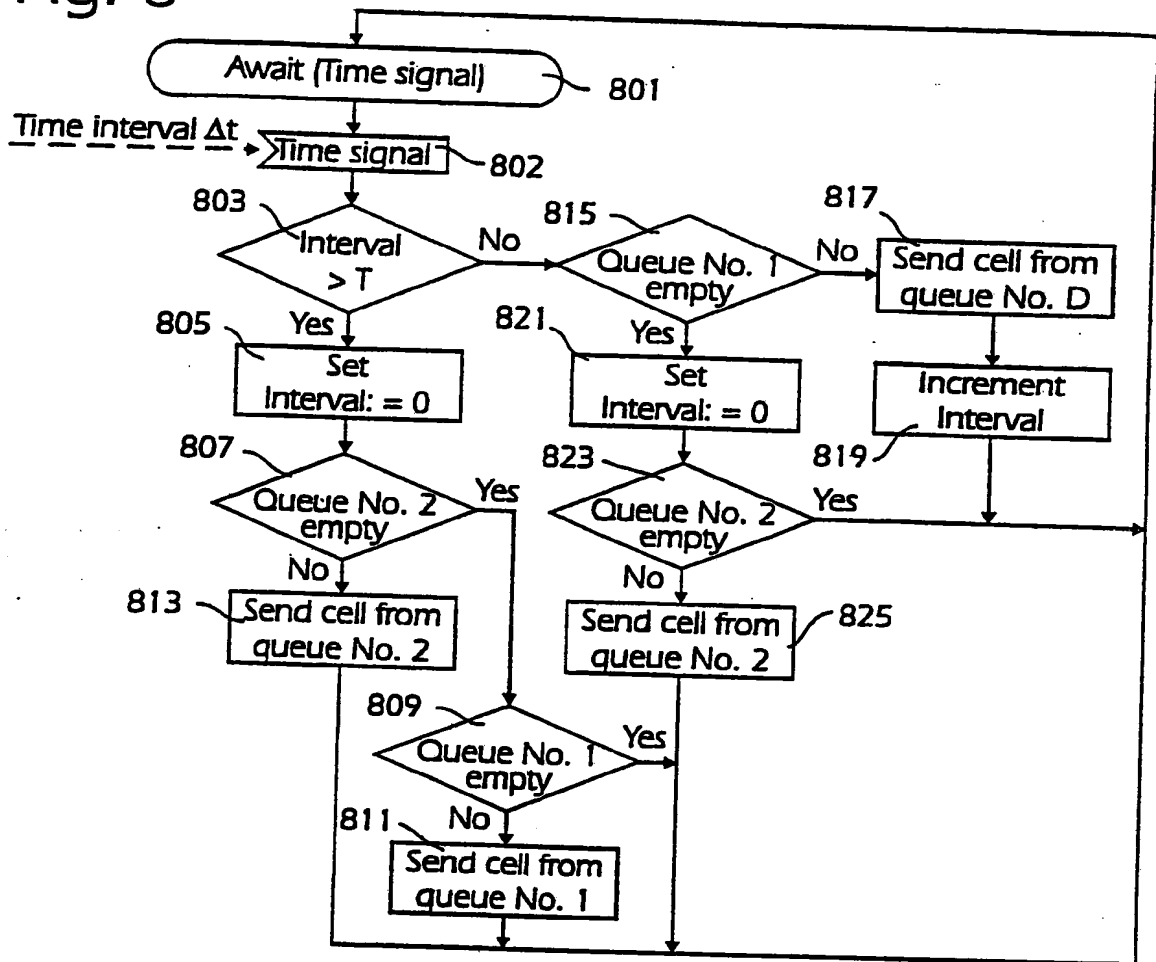 Await (Time signal)
801
Time interval Δt
Time signal
802
803
Interval
> T
No
815
Queue No. 1
empty
No
817
Send cell from
queue No. D
Yes
805
Set
Interval: = 0
821
Yes
Set
Interval: = 0
Increment
Interval
819
807
Queue No. 2
empty
Yes
823
Queue No. 2
empty
Yes
No
813
Send cell from
queue No. 2
No
Send cell from
queue No. 2
825
809
Queue No. 1
empty
Yes
No
811
Send cell from
queue No. 1